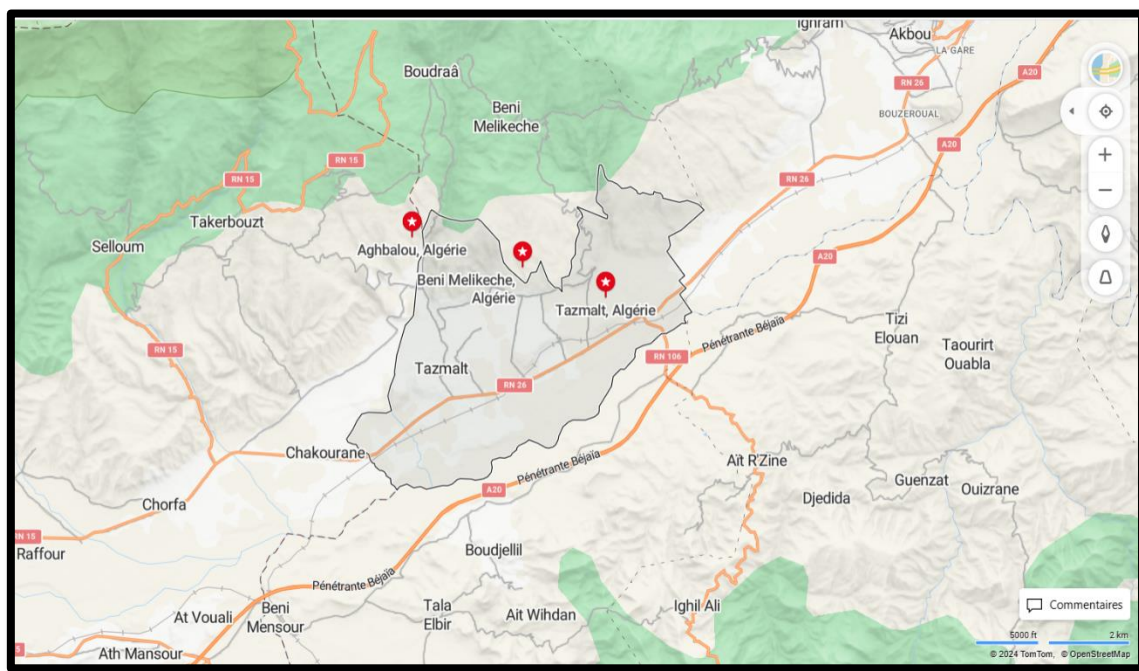 Ighram
Akbou
LA GARE
A20
Boudraâ
RN 26
Beni
Melikeche
BOUZEROUAL
A20
RN 15
RN 15
RN 26
Takerbouzt
Selloum
Aghbalou, Algérie
A20
Beni Melikeche,
Algérie
Tazmalt, Algérie
Tizi
Elouan
Pénétrante Béjaïa
Taourirt
Ouabla
RN 15
RN 106
Tazmalt
RN 26
Chakourane
Aït R'Zine
Pénétrante Béjaïa
A20
Guenzat
Ouizrane
Djedida
Chorfa
RN 15
Raffour
Boudjellil
Pénétrante Béjaïa
At Vouali
Beni
Mensour
Tala
Elbir
Ait Wihdan
Ighil Ali
Commentaires
Ath Mansour
5000 ft
2 km
© 2024 TomTom, © OpenStreetMap